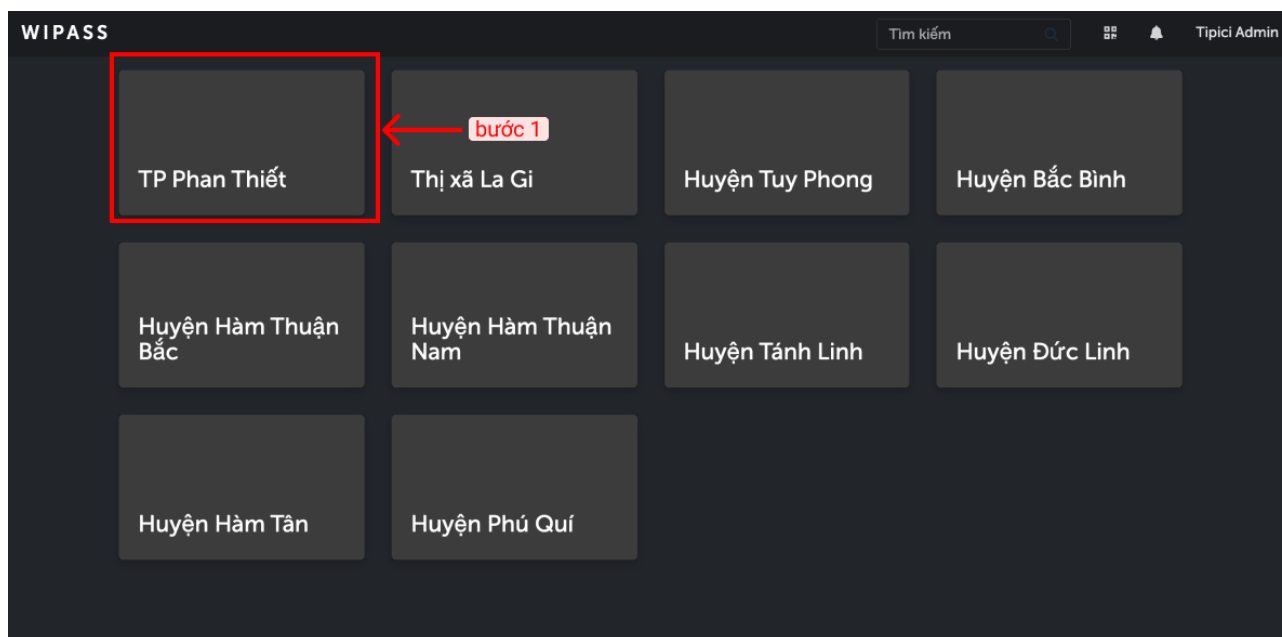 WIPASS
Tìm kiếm
Tipici Admin
bước 1
TP Phan Thiết
Thị xã La Gi
Huyện Tuy Phong
Huyện Bắc Bình
Huyện Hàm Thuận
Bắc
Huyện Hàm Thuận
Nam
Huyện Tánh Linh
Huyện Đức Linh
Huyện Hàm Tân
Huyện Phú Quí